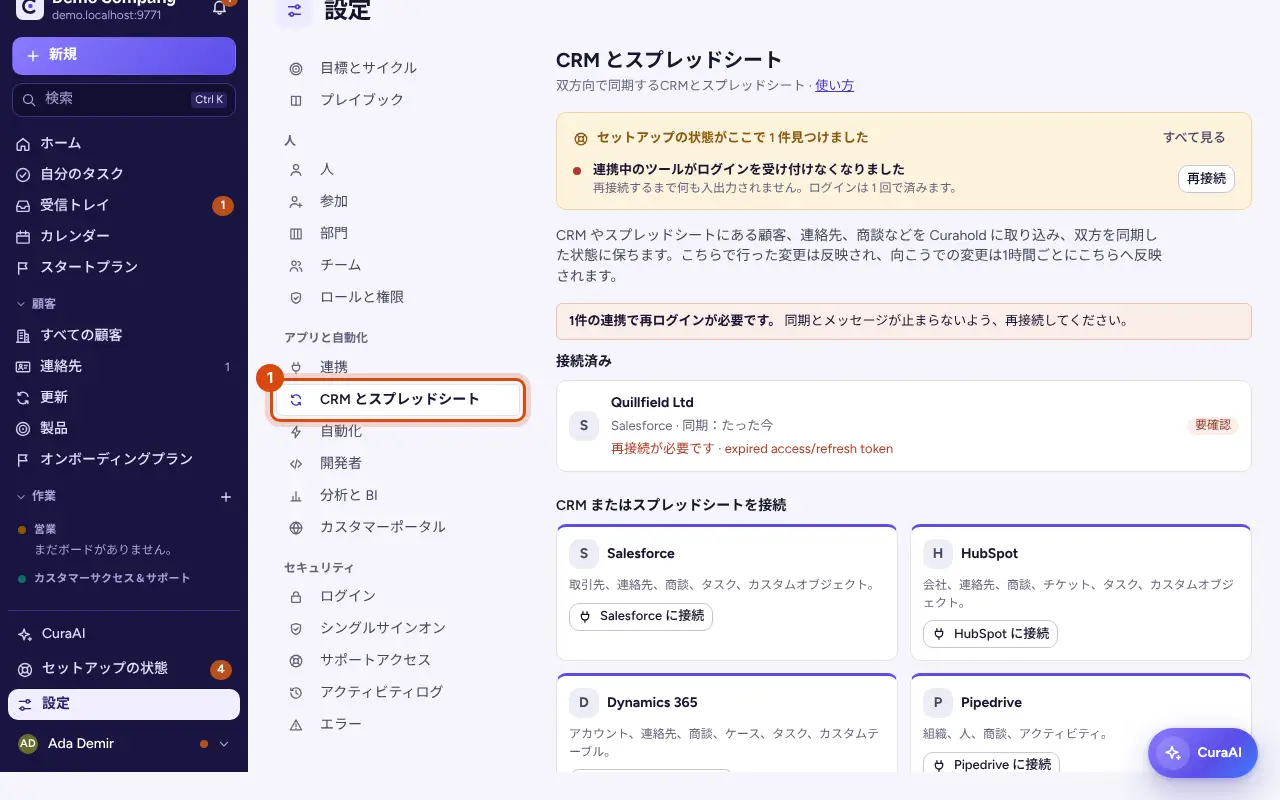 Demo Company
demo.localhost:9771
新規
検索
Ctrl K
ホーム
自分のタスク
受信トレイ
1
カレンダー
スタートプラン
顧客
すべての顧客
連絡先
1
更新
製品
オンボーディングプラン
作業
営業
まだボードがありません。
カスタマーサクセス&サポート
CuraAI
セットアップの状態
4
設定
AD
Ada Demir
設定
目標とサイクル
プレイブック
人
人
参加
部門
チーム
ロールと権限
アプリと自動化
連携
1
CRM とスプレッドシート
自動化
開発者
分析と BI
カスタマーポータル
セキュリティ
ログイン
シングルサインオン
サポートアクセス
アクティビティログ
エラー
CRM とスプレッドシート
双方向で同期するCRMとスプレッドシート · 使い方
セットアップの状態がここで 1 件見つけました
すべて見る
連携中のツールがログインを受け付けなくなりました
再接続するまで何も入出力されません。ログインは 1 回で済みます。
再接続
CRM やスプレッドシートにある顧客、連絡先、商談などを Curahold に取り込み、双方を同期し
た状態に保ちます。こちらで行った変更は反映され、向こうでの変更は1時間ごとにこちらへ反映
されます。
1件の連携で再ログインが必要です。 同期とメッセージが止まらないよう、再接続してください。
接続済み
S
Quillfield Ltd
Salesforce · 同期：たった今
再接続が必要です · expired access/refresh token
要確認
CRM またはスプレッドシートを接続
S
Salesforce
取引先、連絡先、商談、タスク、カスタムオブジェクト。
Salesforce に接続
H
HubSpot
会社、連絡先、商談、チケット、タスク、カスタムオブジ
ェクト。
HubSpot に接続
D
Dynamics 365
アカウント、連絡先、商談、ケース、タスク、カスタムテ
ーブル。
P
Pipedrive
組織、人、商談、アクティビティ。
Pipedrive に接続
CuraAI